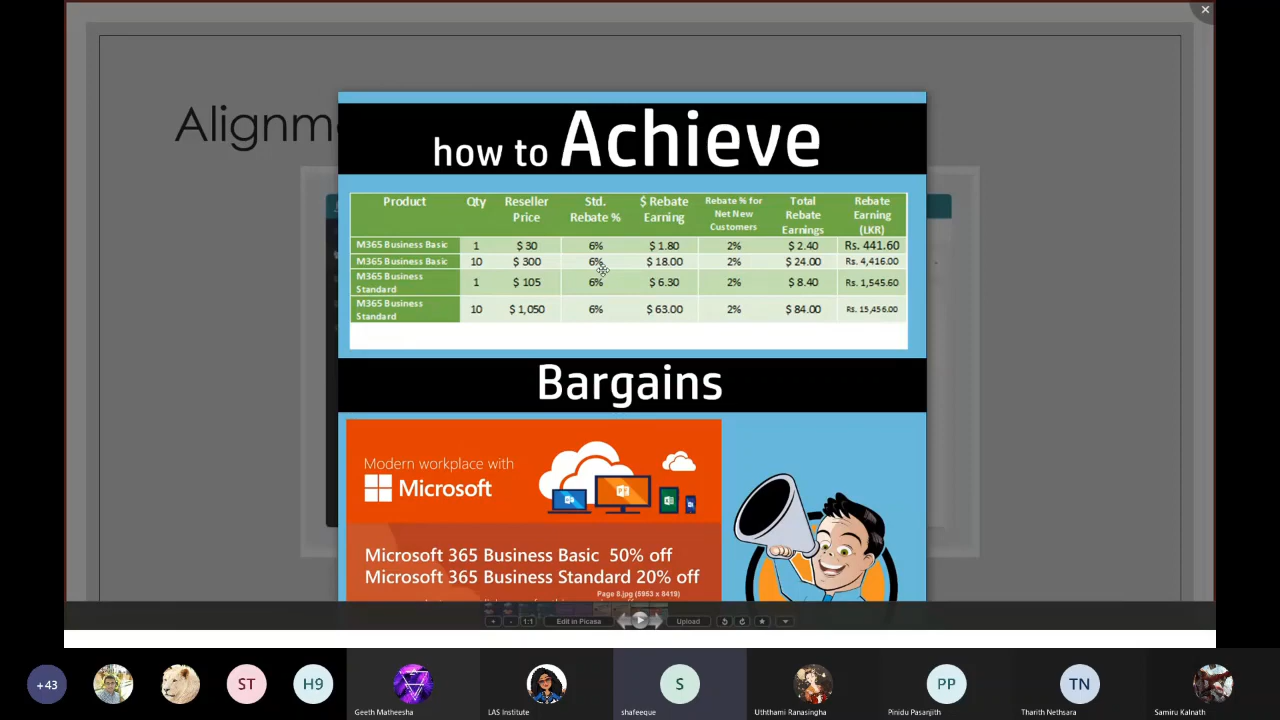 Alignm
how to Achieve
Product Qty Reseller Price Std. Rebate % $ Rebate Earning Rebate % for Net New Customers Total Rebate Earnings Rebate Earning (LKR)
M365 Business Basic 1 $ 30 6% $ 1.80 2% $ 2.40 Rs. 441.60
M365 Business Basic 10 $ 300 6% $ 18.00 2% $ 24.00 Rs. 4,416.00
M365 Business Standard 1 $ 105 6% $ 6.30 2% $ 8.40 Rs. 1,545.60
M365 Business Standard 10 $ 1,050 6% $ 63.00 2% $ 84.00 Rs. 15,456.00
Bargains
Modern workplace with
Microsoft
Microsoft 365 Business Basic 50% off
Microsoft 365 Business Standard 20% off
Page 8.jpg (5953 x 8419)
1:1 Edit in Picasa Upload
+43 ST H9 S PP TN
Geeth Matheesha LAS Institute shafeeque Uththami Ranasingha Pinidu Pasanjith Tharith Nethsara Samiru Kalnath